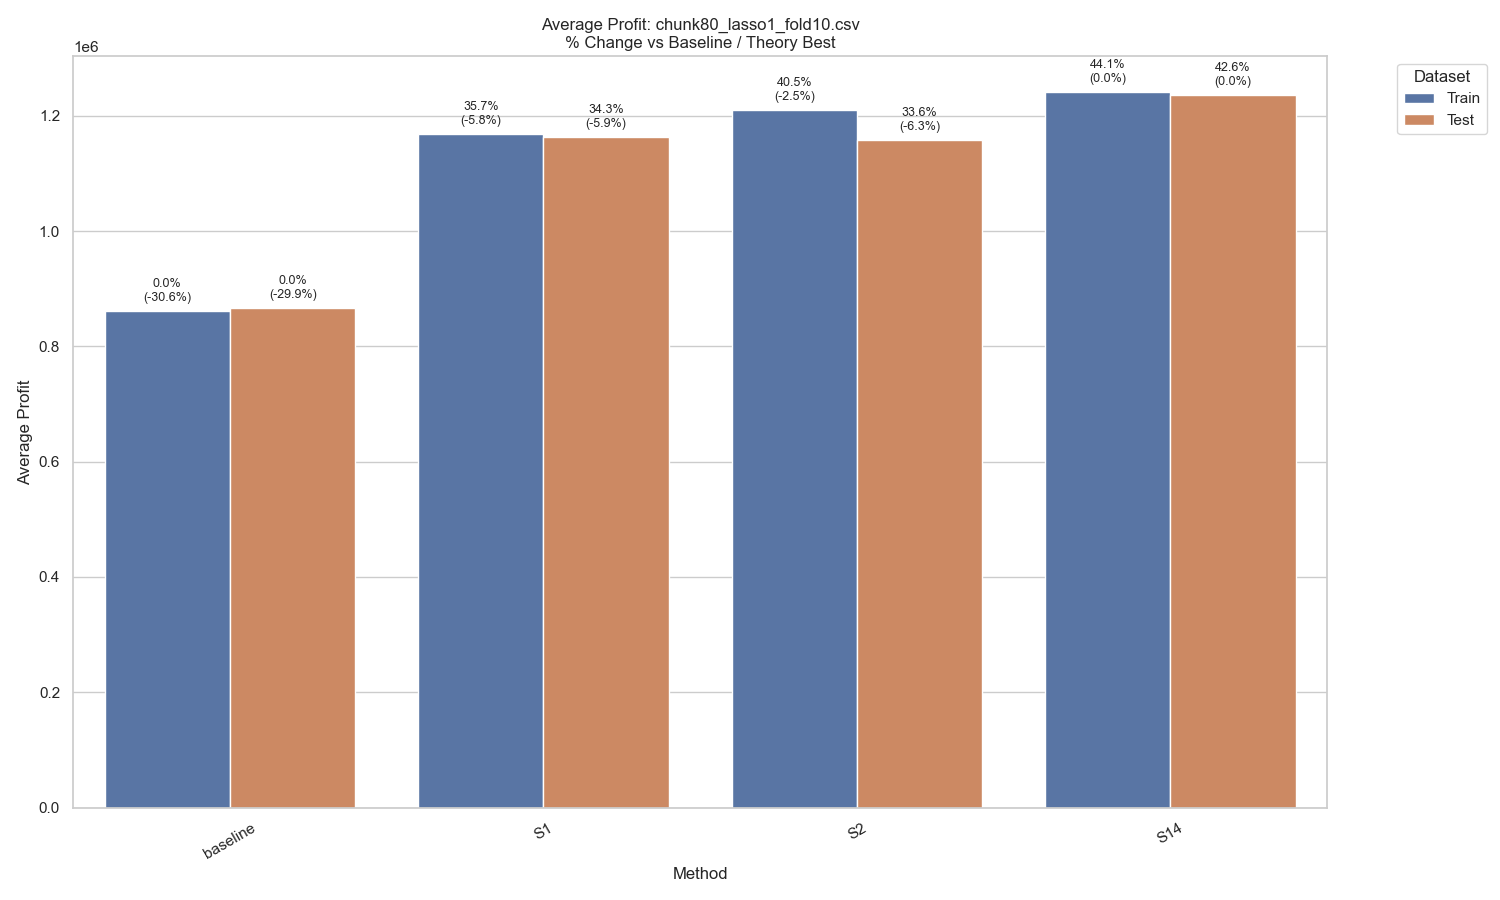 Average Profit: chunk80_lasso1_fold10.csv
% Change vs Baseline / Theory Best
1e6
Dataset
Train
Test
Average Profit
1.2
1.0
0.8
0.6
0.4
0.2
0.0
0.0%
(-30.6%)
0.0%
(-29.9%)
35.7%
(-5.8%)
34.3%
(-5.9%)
40.5%
(-2.5%)
33.6%
(-6.3%)
44.1%
(0.0%)
42.6%
(0.0%)
baseline
S1
S2
S14
Method